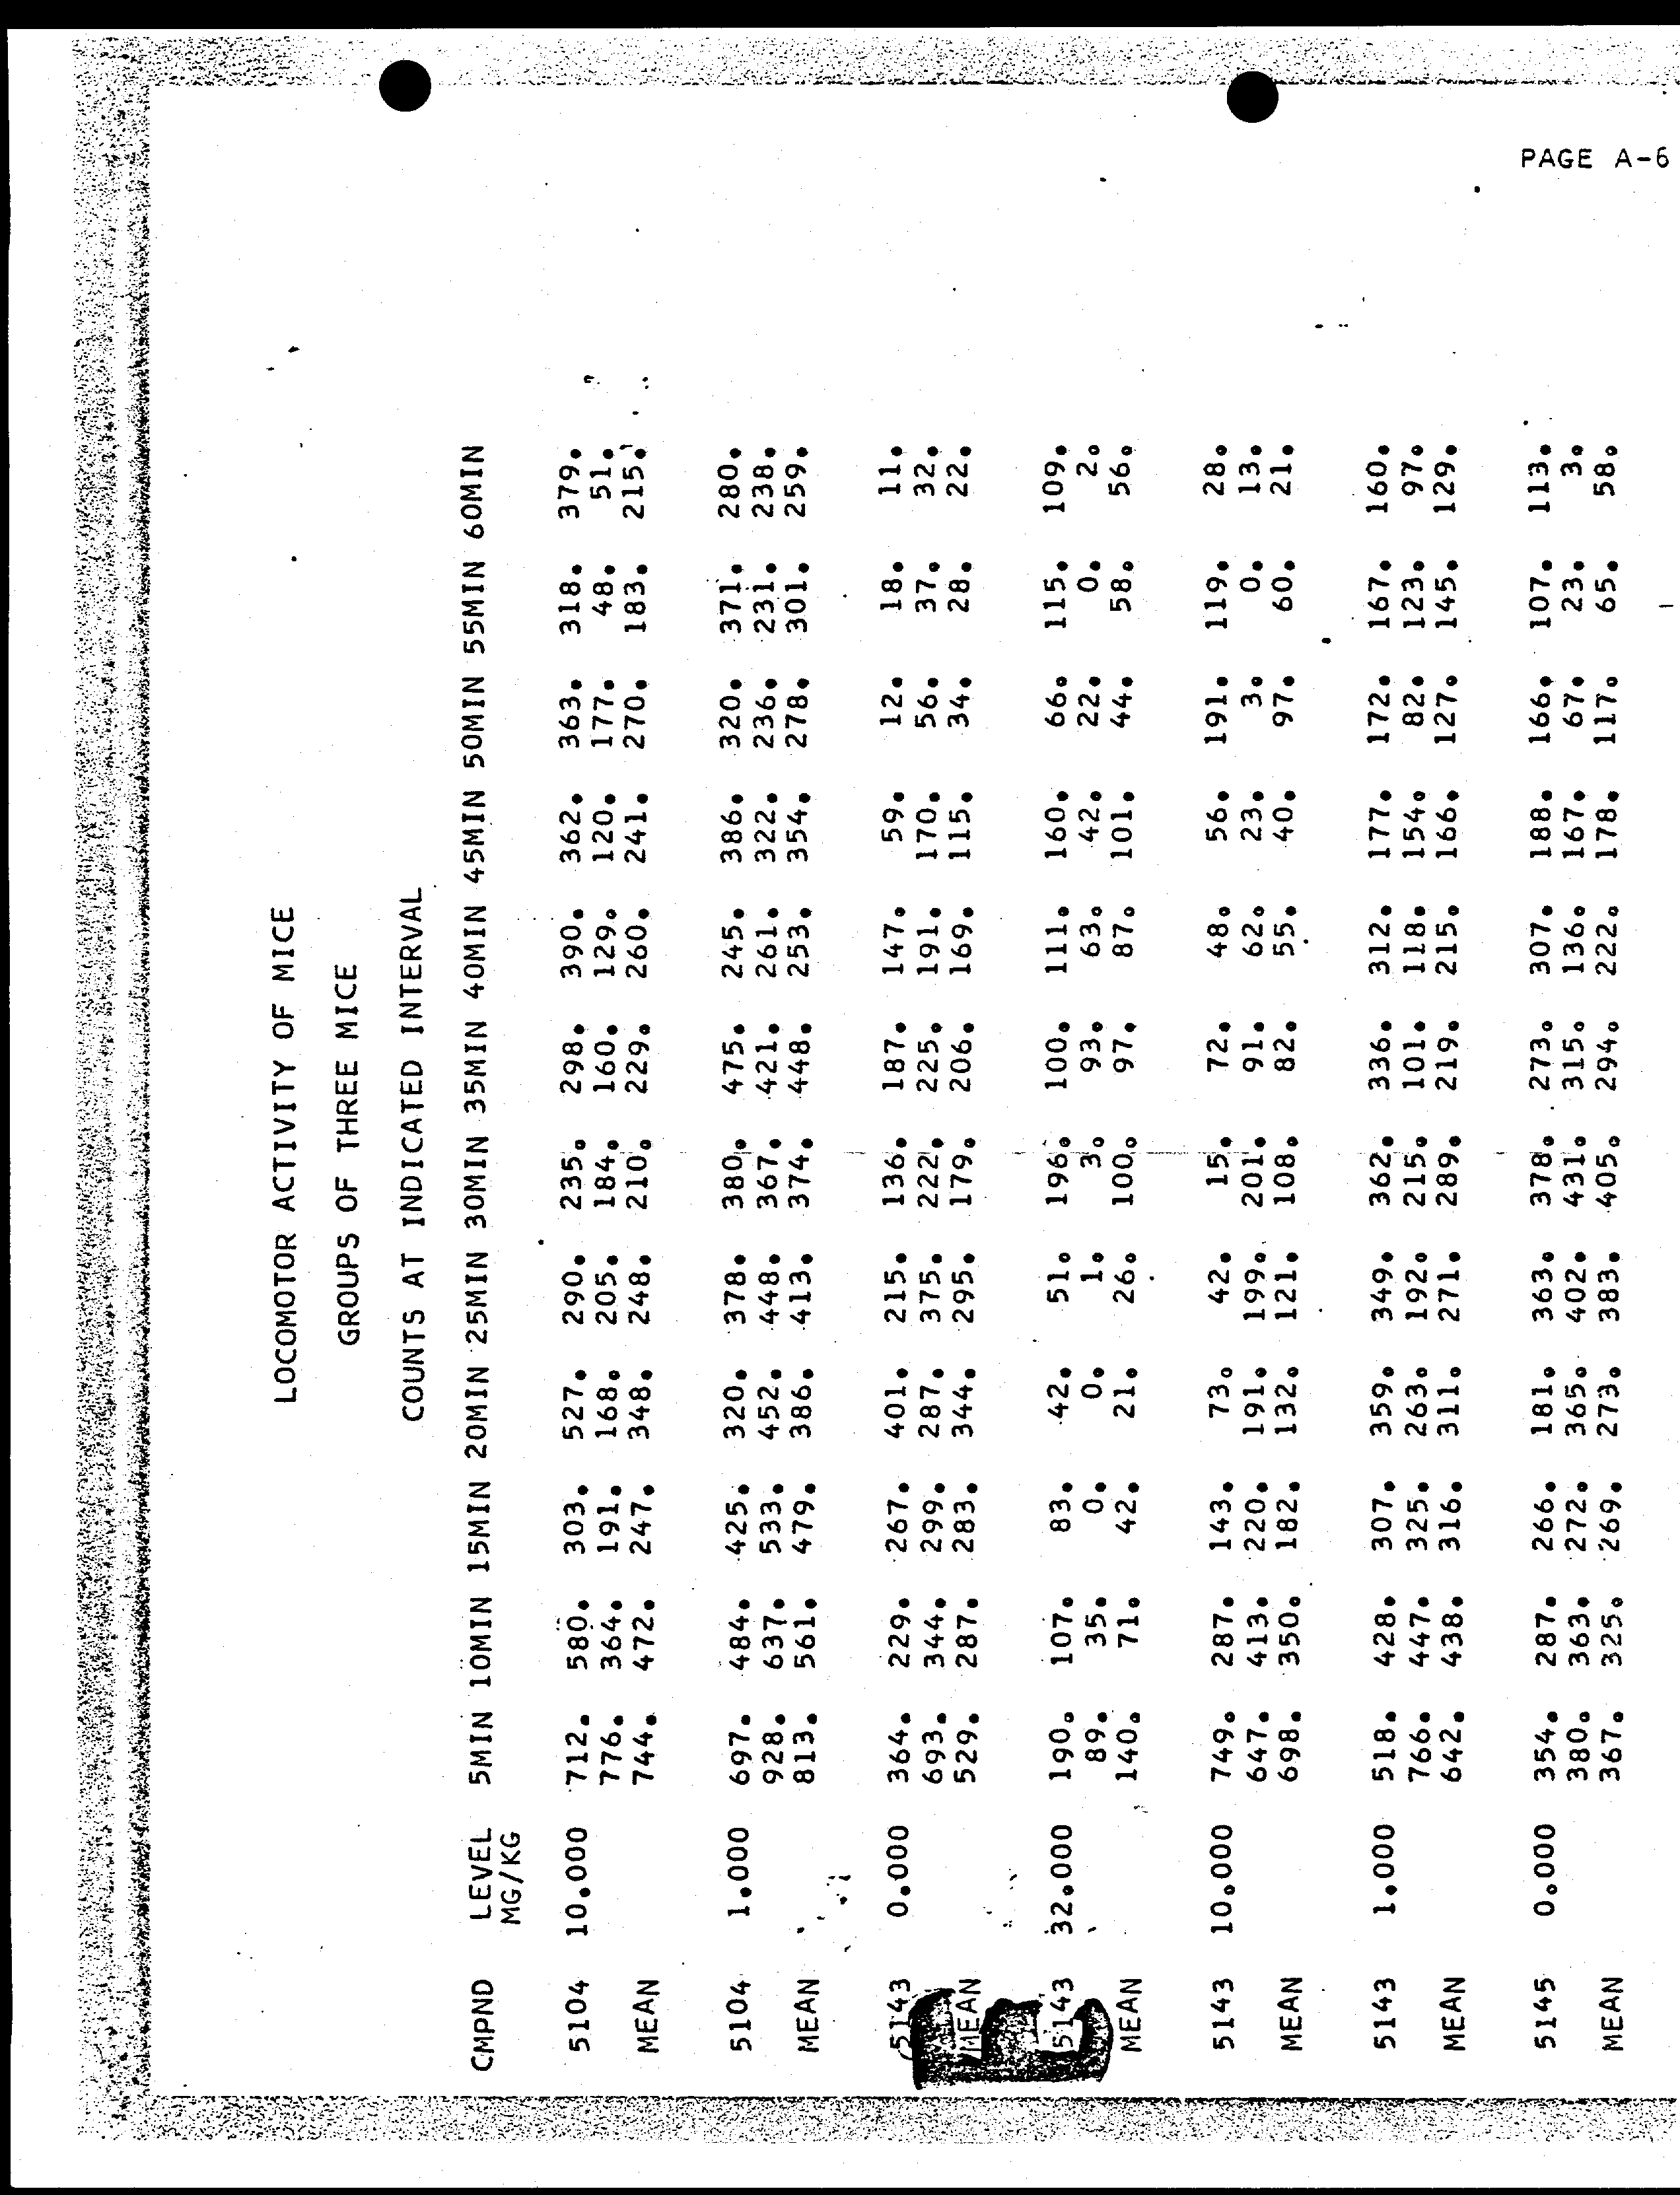 PAGE A-6
LOCOMOTOR ACTIVITY OF MICE
GROUPS OF THREE MICE
COUNTS AT INDICATED INTERVAL
CMPND LEVEL 5MIN 10MIN 15MIN 20MIN 25MIN 30MIN 35MIN 40MIN 45MIN 50MIN 55MIN 60MIN
MG/KG
5104 10.000 712. 580. 303. 527. 290. 235. 298. 390. 362. 363. 318. 379.
776. 364. 191. 168. 205. 184. 160. 129. 120. 177. 48. 51.
MEAN 744. 472. 247. 348. 248. 210. 229. 260. 241. 270. 183. 215.
5104 1.000 697. 484. 425. 320. 378. 380. 475. 245. 386. 320. 371. 280.
928. 637. 533. 452. 448. 367. 421. 261. 322. 236. 231. 238.
MEAN 813. 561. 479. 386. 413. 374. 448. 253. 354. 278. 301. 259.
5143 0.000 364. 229. 267. 401. 215. 136. 187. 147. 59. 12. 18. 11.
693. 344. 299. 287. 375. 222. 225. 191. 170. 56. 37. 32.
MEAN 529. 287. 283. 344. 295. 179. 206. 169. 115. 34. 28. 22.
5143 32.000 190. 107. 83. 42. 51. 196. 100. 111. 160. 66. 115. 109.
89. 35. 0. 0. 1. 3. 93. 63. 42. 22. 0. 2.
MEAN 140. 71. 42. 21. 26. 100. 97. 87. 101. 44. 58. 56.
5143 10.000 749. 287. 143. 73. 42. 15. 72. 48. 56. 191. 119. 28.
647. 413. 220. 191. 199. 201. 91. 62. 23. 3. 0. 13.
MEAN 698. 350. 182. 132. 121. 108. 82. 55. 40. 97. 60. 21.
5143 1.000 518. 428. 307. 359. 349. 362. 336. 312. 177. 172. 167. 160.
766. 447. 325. 263. 192. 215. 101. 118. 154. 82. 123. 97.
MEAN 642. 438. 316. 311. 271. 289. 219. 215. 166. 127. 145. 129.
5145 0.000 354. 287. 266. 181. 363. 378. 273. 307. 188. 166. 107. 113.
380. 363. 272. 365. 402. 431. 315. 136. 167. 67. 23. 3.
MEAN 367. 325. 269. 273. 383. 405. 294. 222. 178. 117. 65. 58.